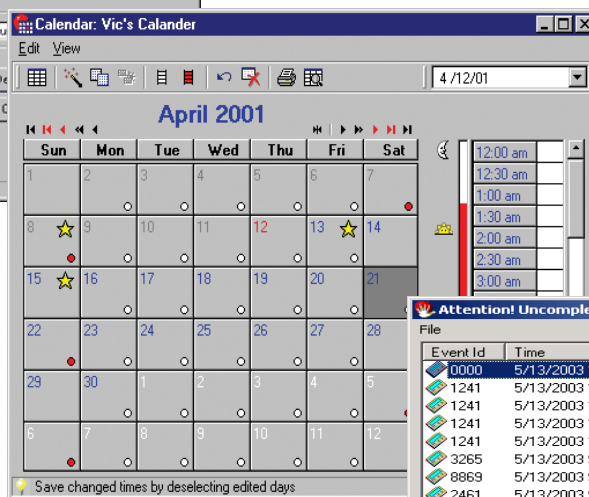 Calendar: Vic's Calander
Edit View
4 /12/01
April 2001
Sun Mon Tue Wed Thu Fri Sat
1 2 3 4 5 6 7
8 9 10 11 12 13 14
15 16 17 18 19 20 21
22 23 24 25 26 27 28
29 30 1 2 3 4 5
6 7 8 9 10 11 12
12:00 am
12:30 am
1:00 am
1:30 am
2:00 am
2:30 am
3:00 am
Attention! Uncomple
File
Event Id Time
0000 5/13/2003
1241 5/13/2003
1241 5/13/2003
1241 5/13/2003
1241 5/13/2003
3265 5/13/2003
8869 5/13/2003
2461 5/13/2003
Save changed times by deselecting edited days